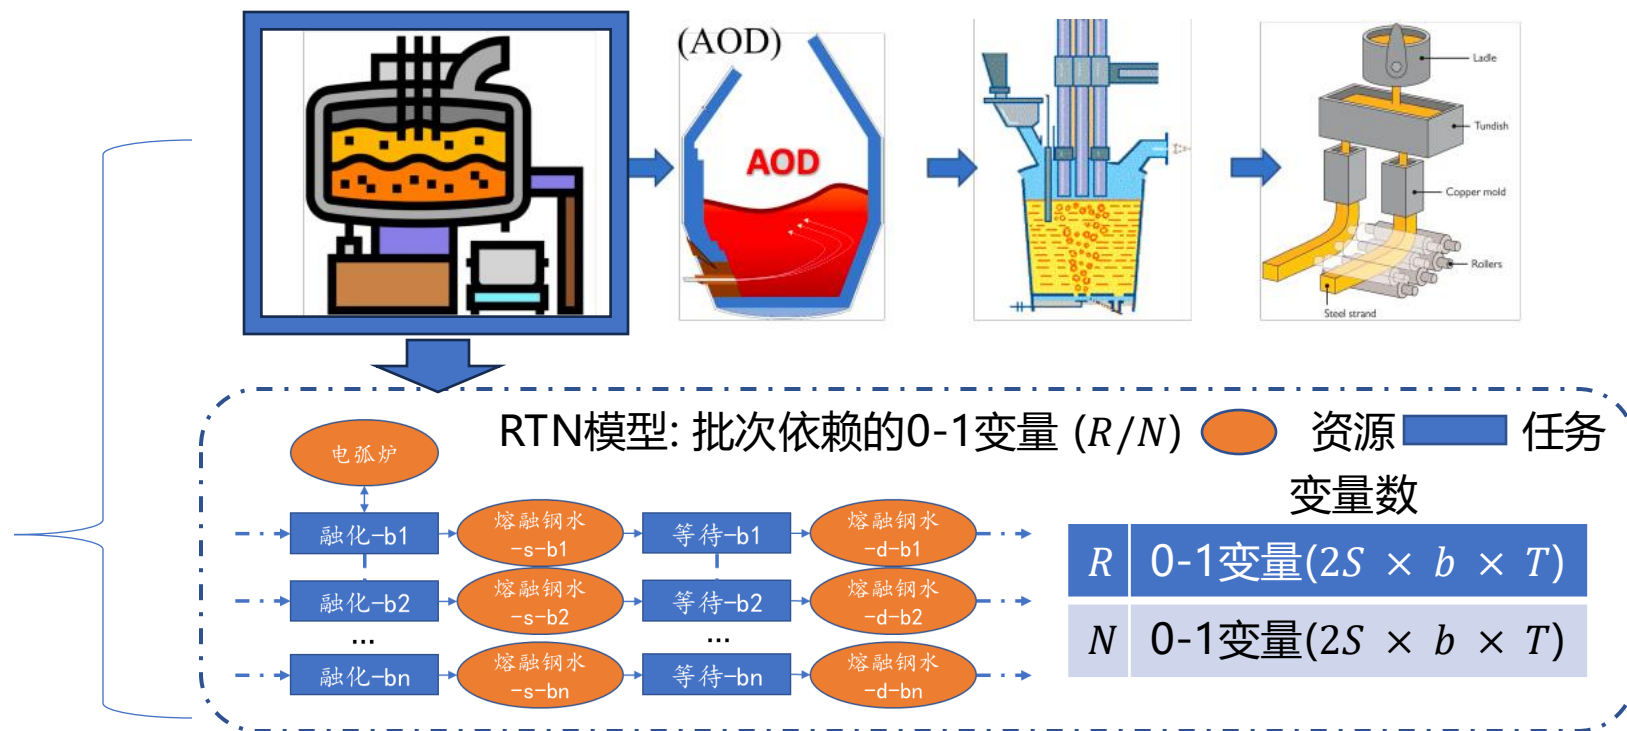 (AOD)
AOD
Ladle
Tundish
Copper mold
Rollers
Steel strand
RTN模型: 批次依赖的0-1变量 (R/N)
资源
任务
变量数
电弧炉
融化-b1
熔融钢水
-s-b1
等待-b1
熔融钢水
-d-b1
融化-b2
熔融钢水
-s-b2
等待-b2
熔融钢水
-d-b2
...
...
融化-bn
熔融钢水
-s-bn
等待-bn
熔融钢水
-d-bn
R 0-1变量(2S × b × T)
N 0-1变量(2S × b × T)